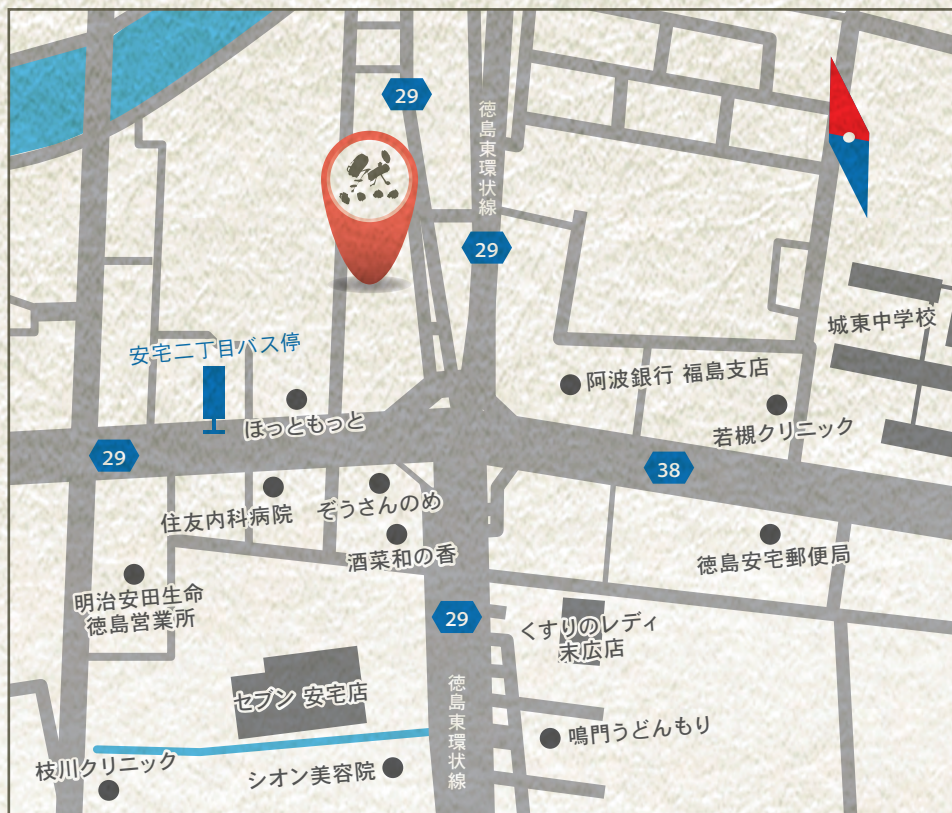 29
徳島東環状線
29
城東中学校
安宅二丁目バス停
阿波銀行 福島支店
ほっともっと
若槻クリニック
29
38
住友内科病院
ぞうさんのめ
酒菜和の香
徳島安宅郵便局
明治安田生命
徳島営業所
29
くすりのレディ
末広店
セブン 安宅店
徳島東環状線
鳴門うどんもり
枝川クリニック
シオン美容院